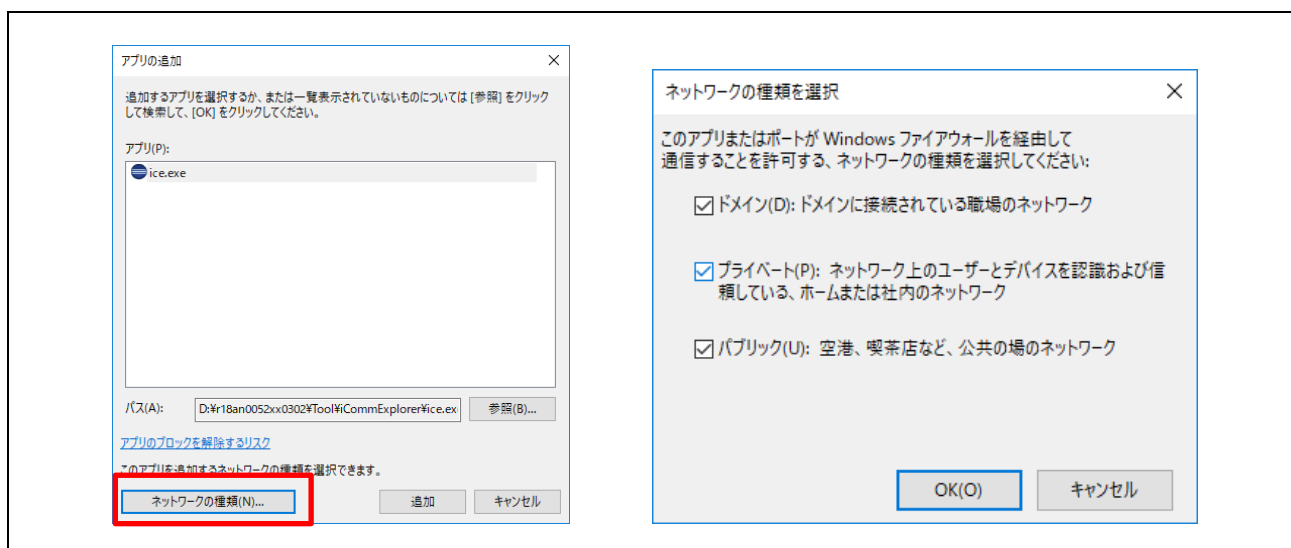 アプリの追加
追加するアプリを選択するか、または一覧表示されていないものについては [参照] をクリック
して検索して、[OK] をクリックしてください。
アプリ(P):
ice.exe
パス(A):
D:¥r18an0052xx0302¥Tool¥iCommExplorer¥ice.ex
参照(B)...
アプリのブロックを解除するリスク
このアプリを追加するネットワークの種類を選択できます。
ネットワークの種類(N)...
追加
キャンセル
ネットワークの種類を選択
このアプリまたはポートが Windows ファイアウォールを経由して
通信することを許可する、ネットワークの種類を選択してください:
ドメイン(D): ドメインに接続されている職場のネットワーク
プライベート(P): ネットワーク上のユーザーとデバイスを認識および信
頼している、ホームまたは社内のネットワーク
パブリック(U): 空港、喫茶店など、公共の場のネットワーク
OK(O)
キャンセル